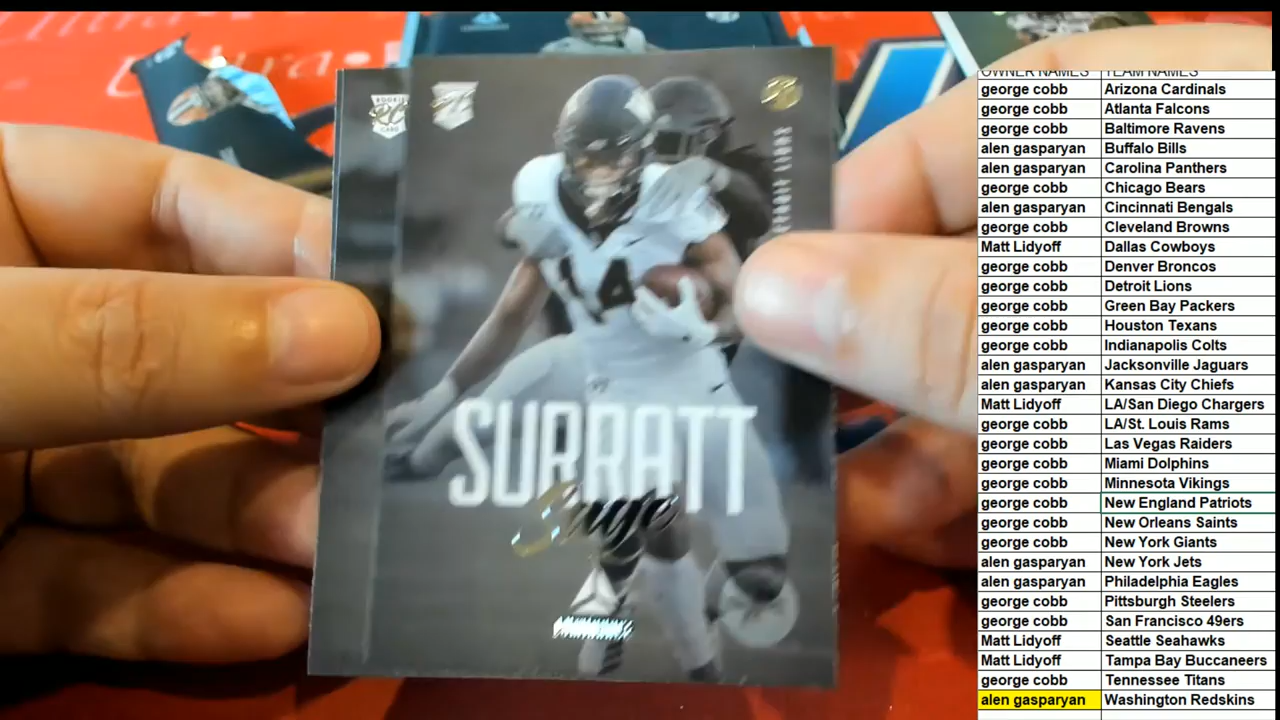 OWNER NAMES TEAM NAMES
george cobb Arizona Cardinals
george cobb Atlanta Falcons
george cobb Baltimore Ravens
alen gasparyan Buffalo Bills
alen gasparyan Carolina Panthers
george cobb Chicago Bears
alen gasparyan Cincinnati Bengals
george cobb Cleveland Browns
Matt Lidyoff Dallas Cowboys
george cobb Denver Broncos
george cobb Detroit Lions
george cobb Green Bay Packers
george cobb Houston Texans
george cobb Indianapolis Colts
alen gasparyan Jacksonville Jaguars
alen gasparyan Kansas City Chiefs
Matt Lidyoff LA/San Diego Chargers
george cobb LA/St. Louis Rams
george cobb Las Vegas Raiders
george cobb Miami Dolphins
george cobb Minnesota Vikings
george cobb New England Patriots
george cobb New Orleans Saints
george cobb New York Giants
alen gasparyan New York Jets
alen gasparyan Philadelphia Eagles
george cobb Pittsburgh Steelers
george cobb San Francisco 49ers
Matt Lidyoff Seattle Seahawks
Matt Lidyoff Tampa Bay Buccaneers
george cobb Tennessee Titans
alen gasparyan Washington Redskins
ROOKIE
RC
CARD
DETROIT LIONS
14
SURRATT
Sage